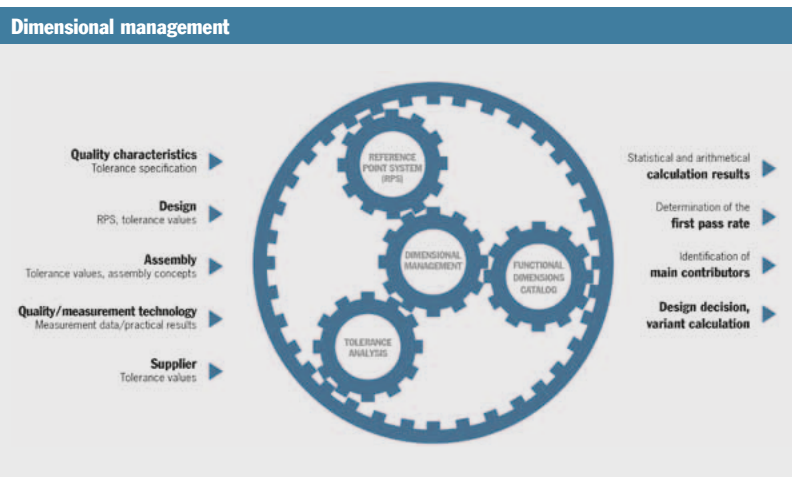 Dimensional management
Quality characteristics
Tolerance specification
Design
RPS, tolerance values
Assembly
Tolerance values, assembly concepts
Quality/measurement technology
Measurement data/practical results
Supplier
Tolerance values
REFERENCE
POINT SYSTEM
(RPS)
DIMENSIONAL
MANAGEMENT
FUNCTIONAL
DIMENSIONS
CATALOG
TOLERANCE
ANALYSIS
Statistical and arithmetical
calculation results
Determination of the
first pass rate
Identification of
main contributors
Design decision,
variant calculation